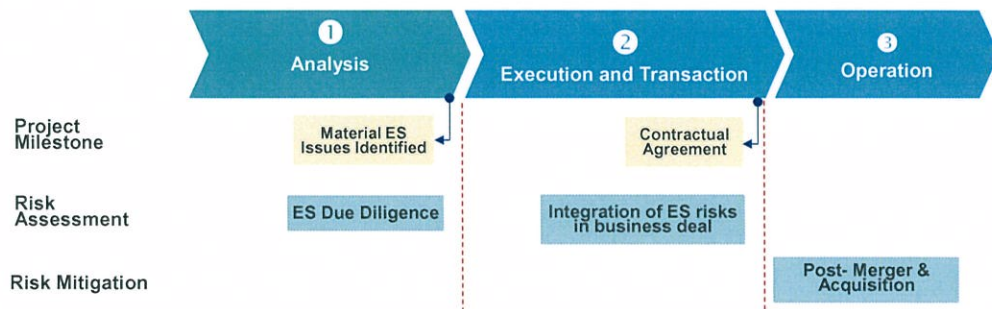 1
Analysis
2
Execution and Transaction
3
Operation
Project
Milestone
Material ES
Issues Identified
Contractual
Agreement
Risk
Assessment
ES Due Diligence
Integration of ES risks
in business deal
Risk Mitigation
Post- Merger &
Acquisition